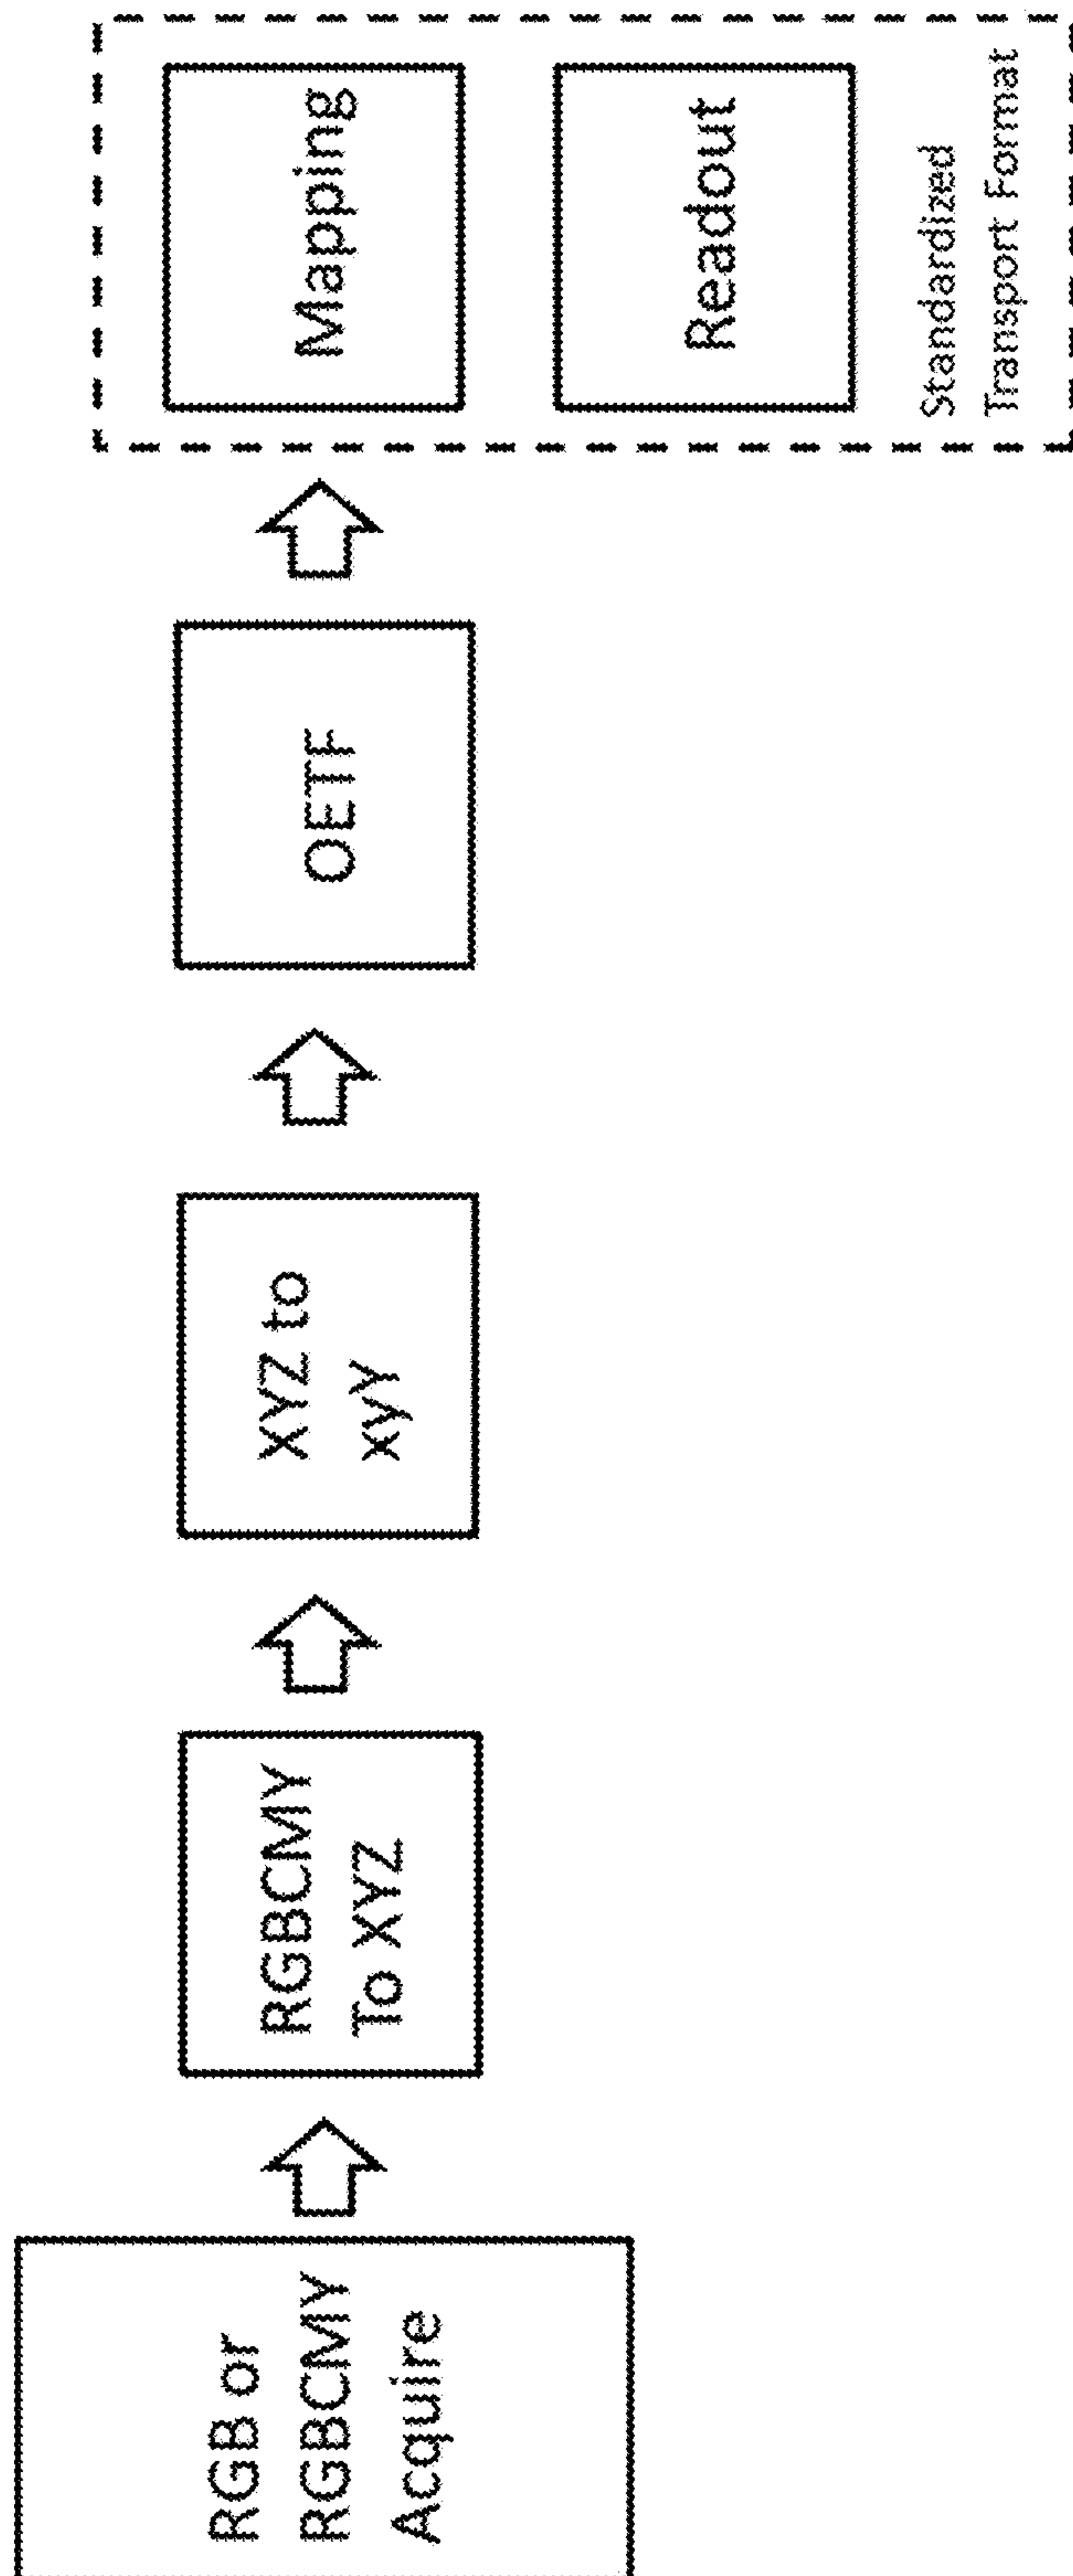 RGB or
RGBCMY
Acquire
RGBCMY
To XYZ
XYZ to
xyY
OETF
Mapping
Readout
Standardized
Transport Format